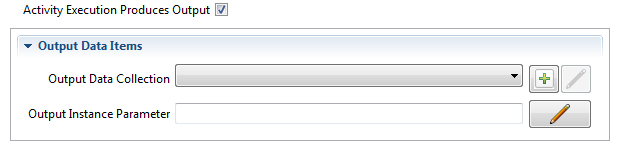 Activity Execution Produces Output
Output Data Items
Output Data Collection
Output Instance Parameter